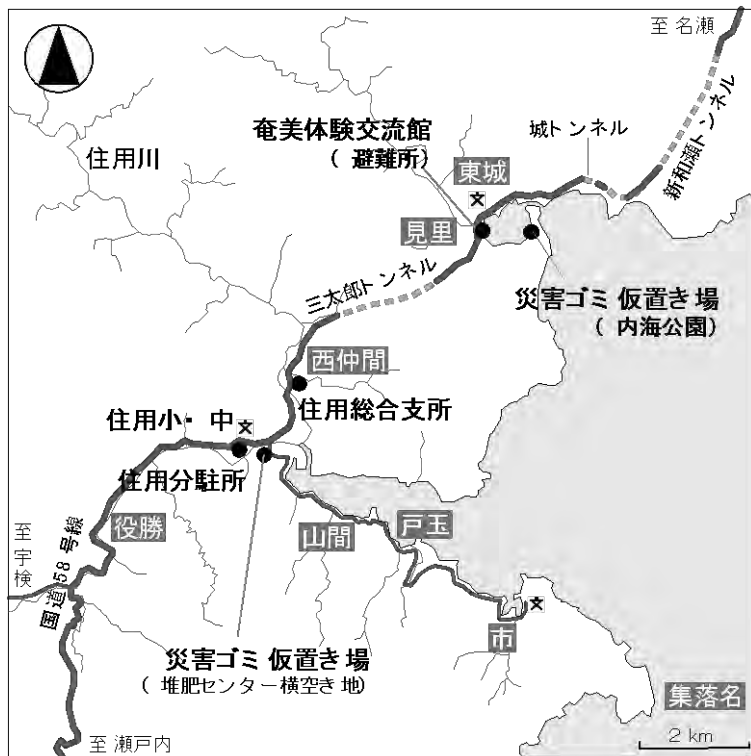 至 名瀬
新和瀬トンネル
城トンネル
奄美体験交流館
( 避難所)
住用川
東城
文
見里
三太郎トンネル
災害ゴミ 仮置き 場
( 内海公園)
西仲間
住用総合支所
住用小・ 中
文
住用分駐所
役勝
山間
戸玉
至 宇検
国道58 号線
文
市
災害ゴミ 仮置き 場
( 堆肥センター横空き 地)
集落名
至 瀬戸内
2 km